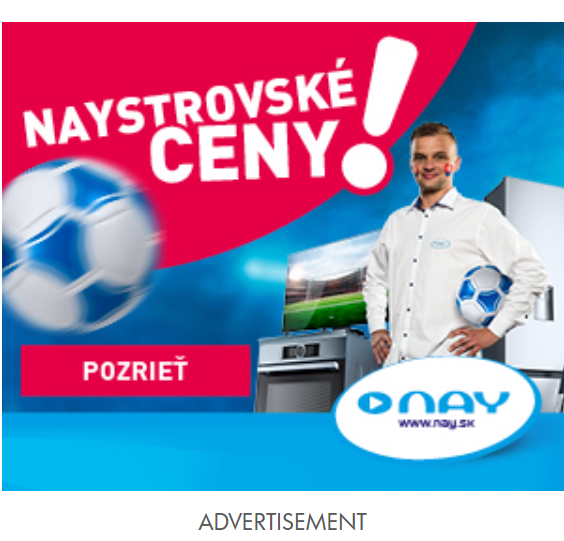 NAYSTROVSKÉ
CENY!
POZRIEŤ
NAY
www.nay.sk
ADVERTISEMENT